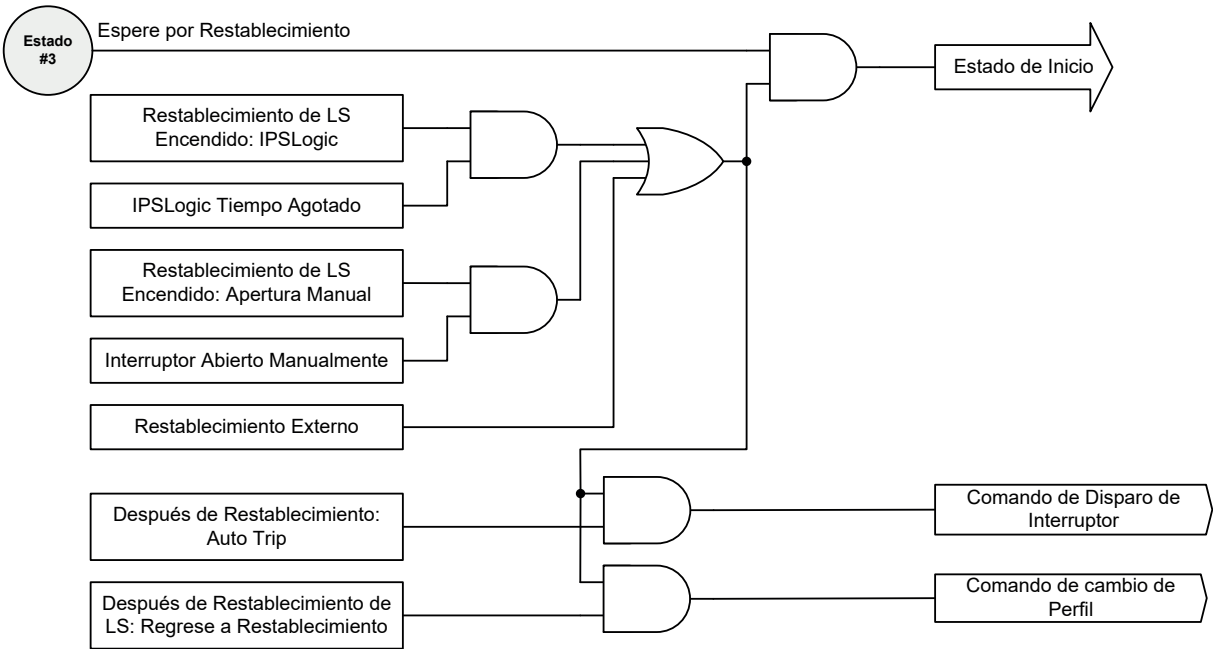 Estado
#3
Espere por Restablecimiento
Estado de Inicio
Restablecimiento de LS
Encendido: IPSLogic
IPSLogic Tiempo Agotado
Restablecimiento de LS
Encendido: Apertura Manual
Interruptor Abierto Manualmente
Restablecimiento Externo
Después de Restablecimiento:
Auto Trip
Comando de Disparo de
Interruptor
Después de Restablecimiento de
LS: Regrese a Restablecimiento
Comando de cambio de
Perfil